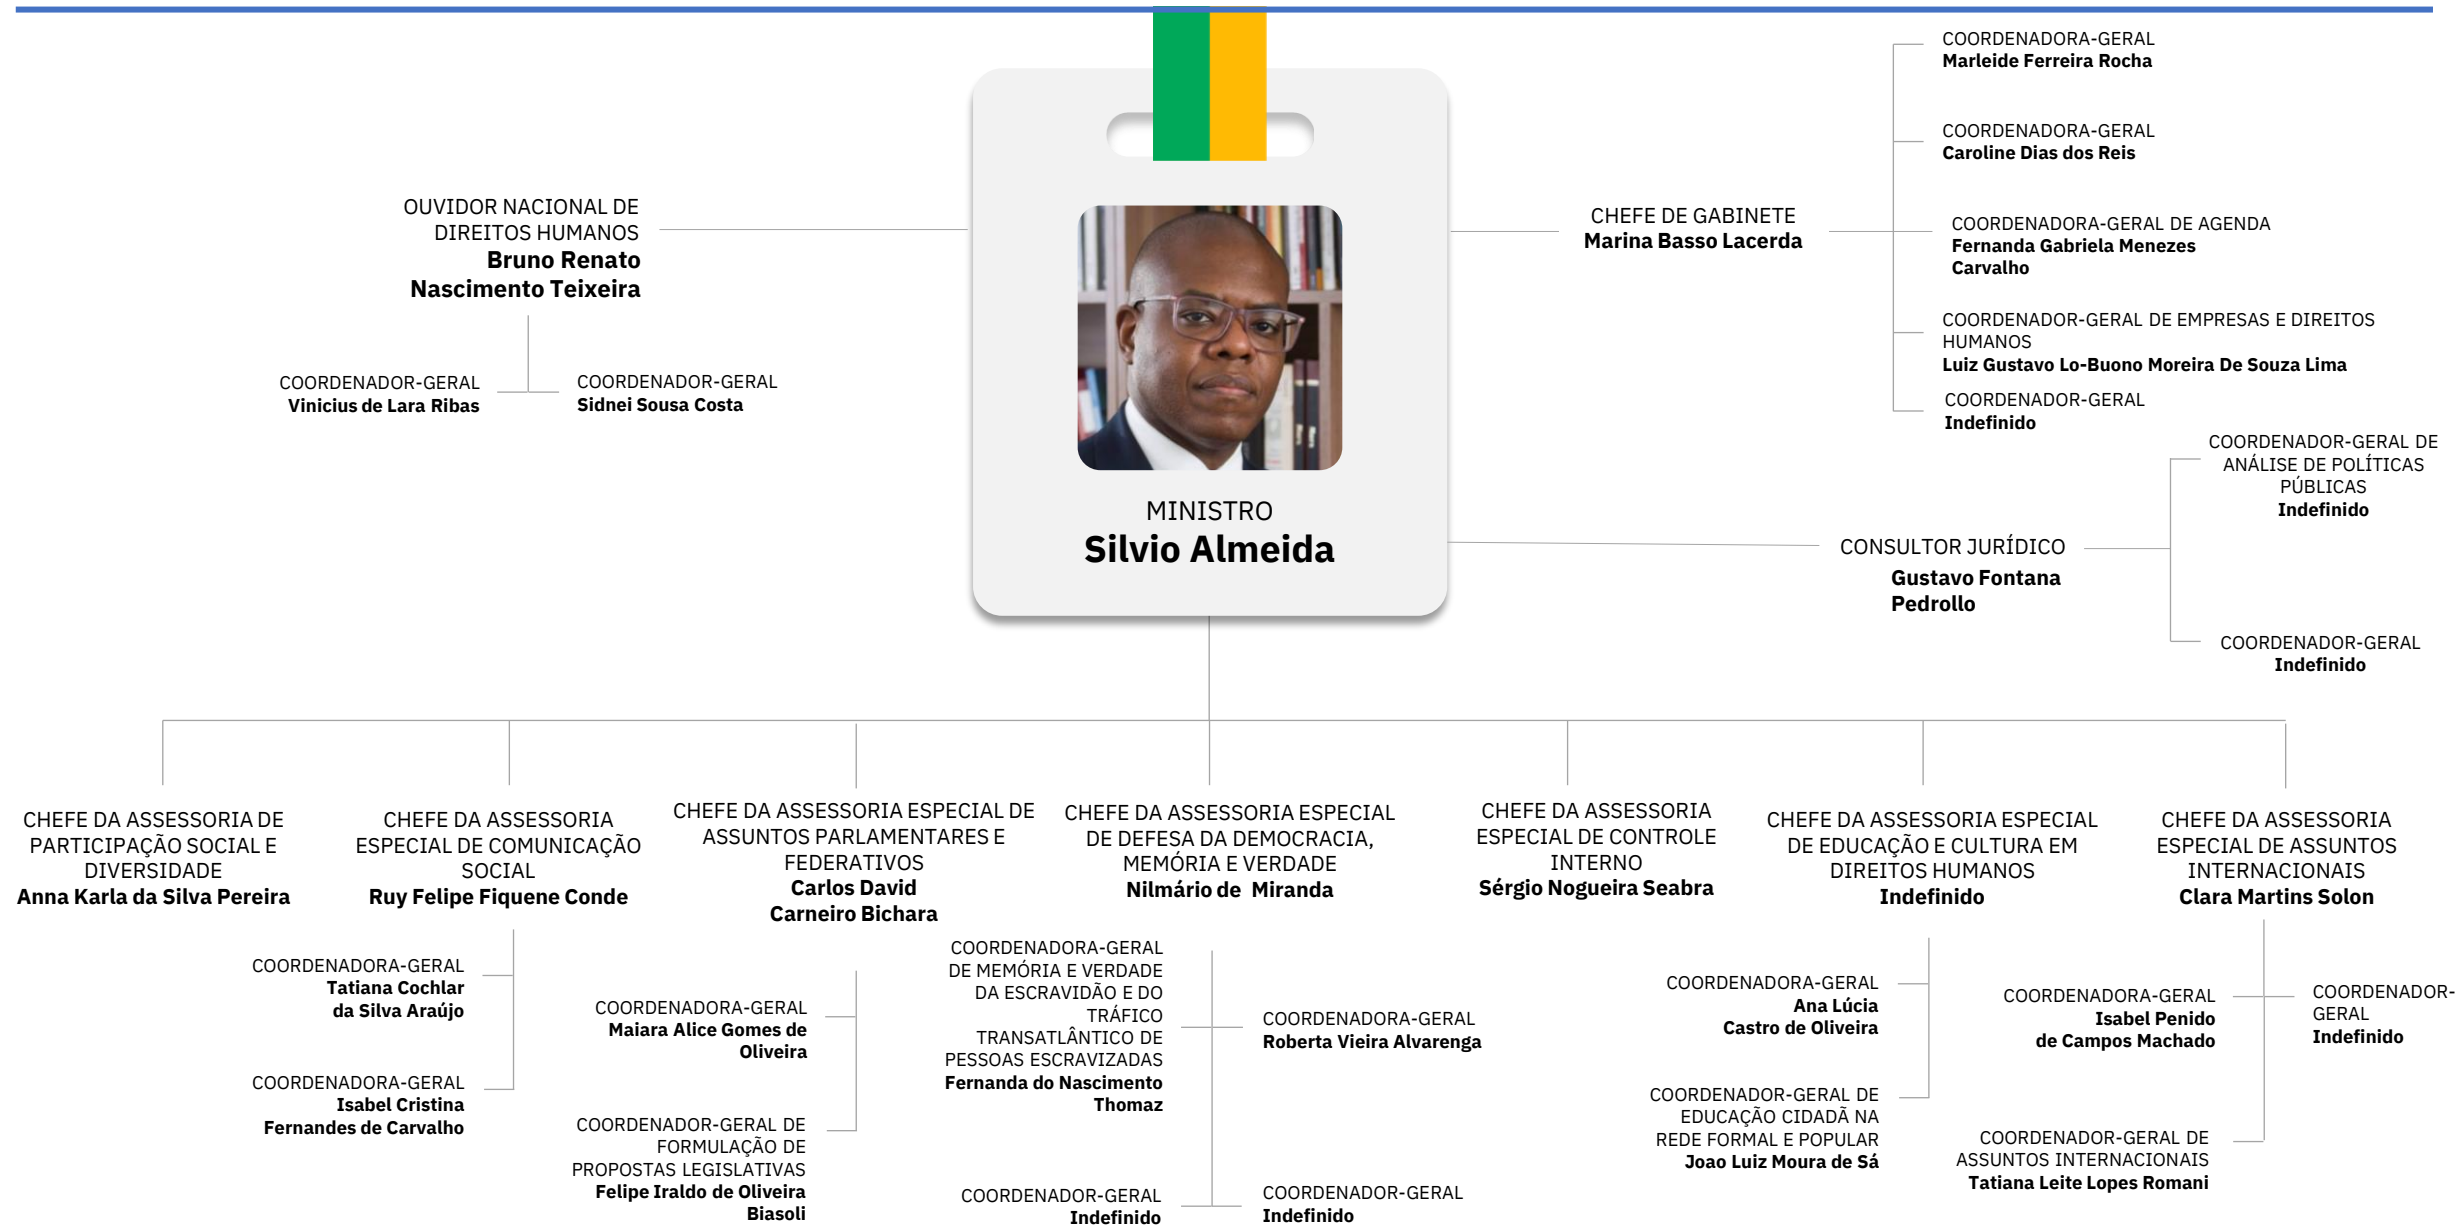 COORDENADORA-GERAL
Marleide Ferreira Rocha
COORDENADORA-GERAL
Caroline Dias dos Reis
OUVIDOR NACIONAL DE
DIREITOS HUMANOS
Bruno Renato
Nascimento Teixeira
CHEFE DE GABINETE
Marina Basso Lacerda
COORDENADORA-GERAL DE AGENDA
Fernanda Gabriela Menezes
Carvalho
COORDENADOR-GERAL DE EMPRESAS E DIREITOS
HUMANOS
Luiz Gustavo Lo-Buono Moreira De Souza Lima
COORDENADOR-GERAL
Vinicius de Lara Ribas
COORDENADOR-GERAL
Sidnei Sousa Costa
COORDENADOR-GERAL
Indefinido
COORDENADOR-GERAL DE
ANÁLISE DE POLÍTICAS
PÚBLICAS
Indefinido
MINISTRO
Silvio Almeida
CONSULTOR JURÍDICO
Gustavo Fontana
Pedrollo
COORDENADOR-GERAL
Indefinido
CHEFE DA ASSESSORIA DE
PARTICIPAÇÃO SOCIAL E
DIVERSIDADE
Anna Karla da Silva Pereira
CHEFE DA ASSESSORIA
ESPECIAL DE COMUNICAÇÃO
SOCIAL
Ruy Felipe Fiquene Conde
CHEFE DA ASSESSORIA ESPECIAL DE
ASSUNTOS PARLAMENTARES E
FEDERATIVOS
Carlos David
Carneiro Bichara
CHEFE DA ASSESSORIA ESPECIAL
DE DEFESA DA DEMOCRACIA,
MEMÓRIA E VERDADE
Nilmário de Miranda
CHEFE DA ASSESSORIA
ESPECIAL DE CONTROLE
INTERNO
Sérgio Nogueira Seabra
CHEFE DA ASSESSORIA ESPECIAL
DE EDUCAÇÃO E CULTURA EM
DIREITOS HUMANOS
Indefinido
CHEFE DA ASSESSORIA
ESPECIAL DE ASSUNTOS
INTERNACIONAIS
Clara Martins Solon
COORDENADORA-GERAL
Tatiana Cochlar
da Silva Araújo
COORDENADORA-GERAL
Isabel Cristina
Fernandes de Carvalho
COORDENADORA-GERAL
Maiara Alice Gomes de
Oliveira
COORDENADOR-GERAL DE
FORMULAÇÃO DE
PROPOSTAS LEGISLATIVAS
Felipe Iraldo de Oliveira
Biasoli
COORDENADORA-GERAL
DE MEMÓRIA E VERDADE
DA ESCRAVIDÃO E DO
TRÁFICO
TRANSATLÂNTICO DE
PESSOAS ESCRAVIZADAS
Fernanda do Nascimento
Thomaz
COORDENADORA-GERAL
Roberta Vieira Alvarenga
COORDENADOR-GERAL
Indefinido
COORDENADOR-GERAL
Indefinido
COORDENADORA-GERAL
Ana Lúcia
Castro de Oliveira
COORDENADOR-GERAL DE
EDUCAÇÃO CIDADÃ NA
REDE FORMAL E POPULAR
Joao Luiz Moura de Sá
COORDENADORA-GERAL
Isabel Penido
de Campos Machado
COORDENADOR-
GERAL
Indefinido
COORDENADOR-GERAL DE
ASSUNTOS INTERNACIONAIS
Tatiana Leite Lopes Romani